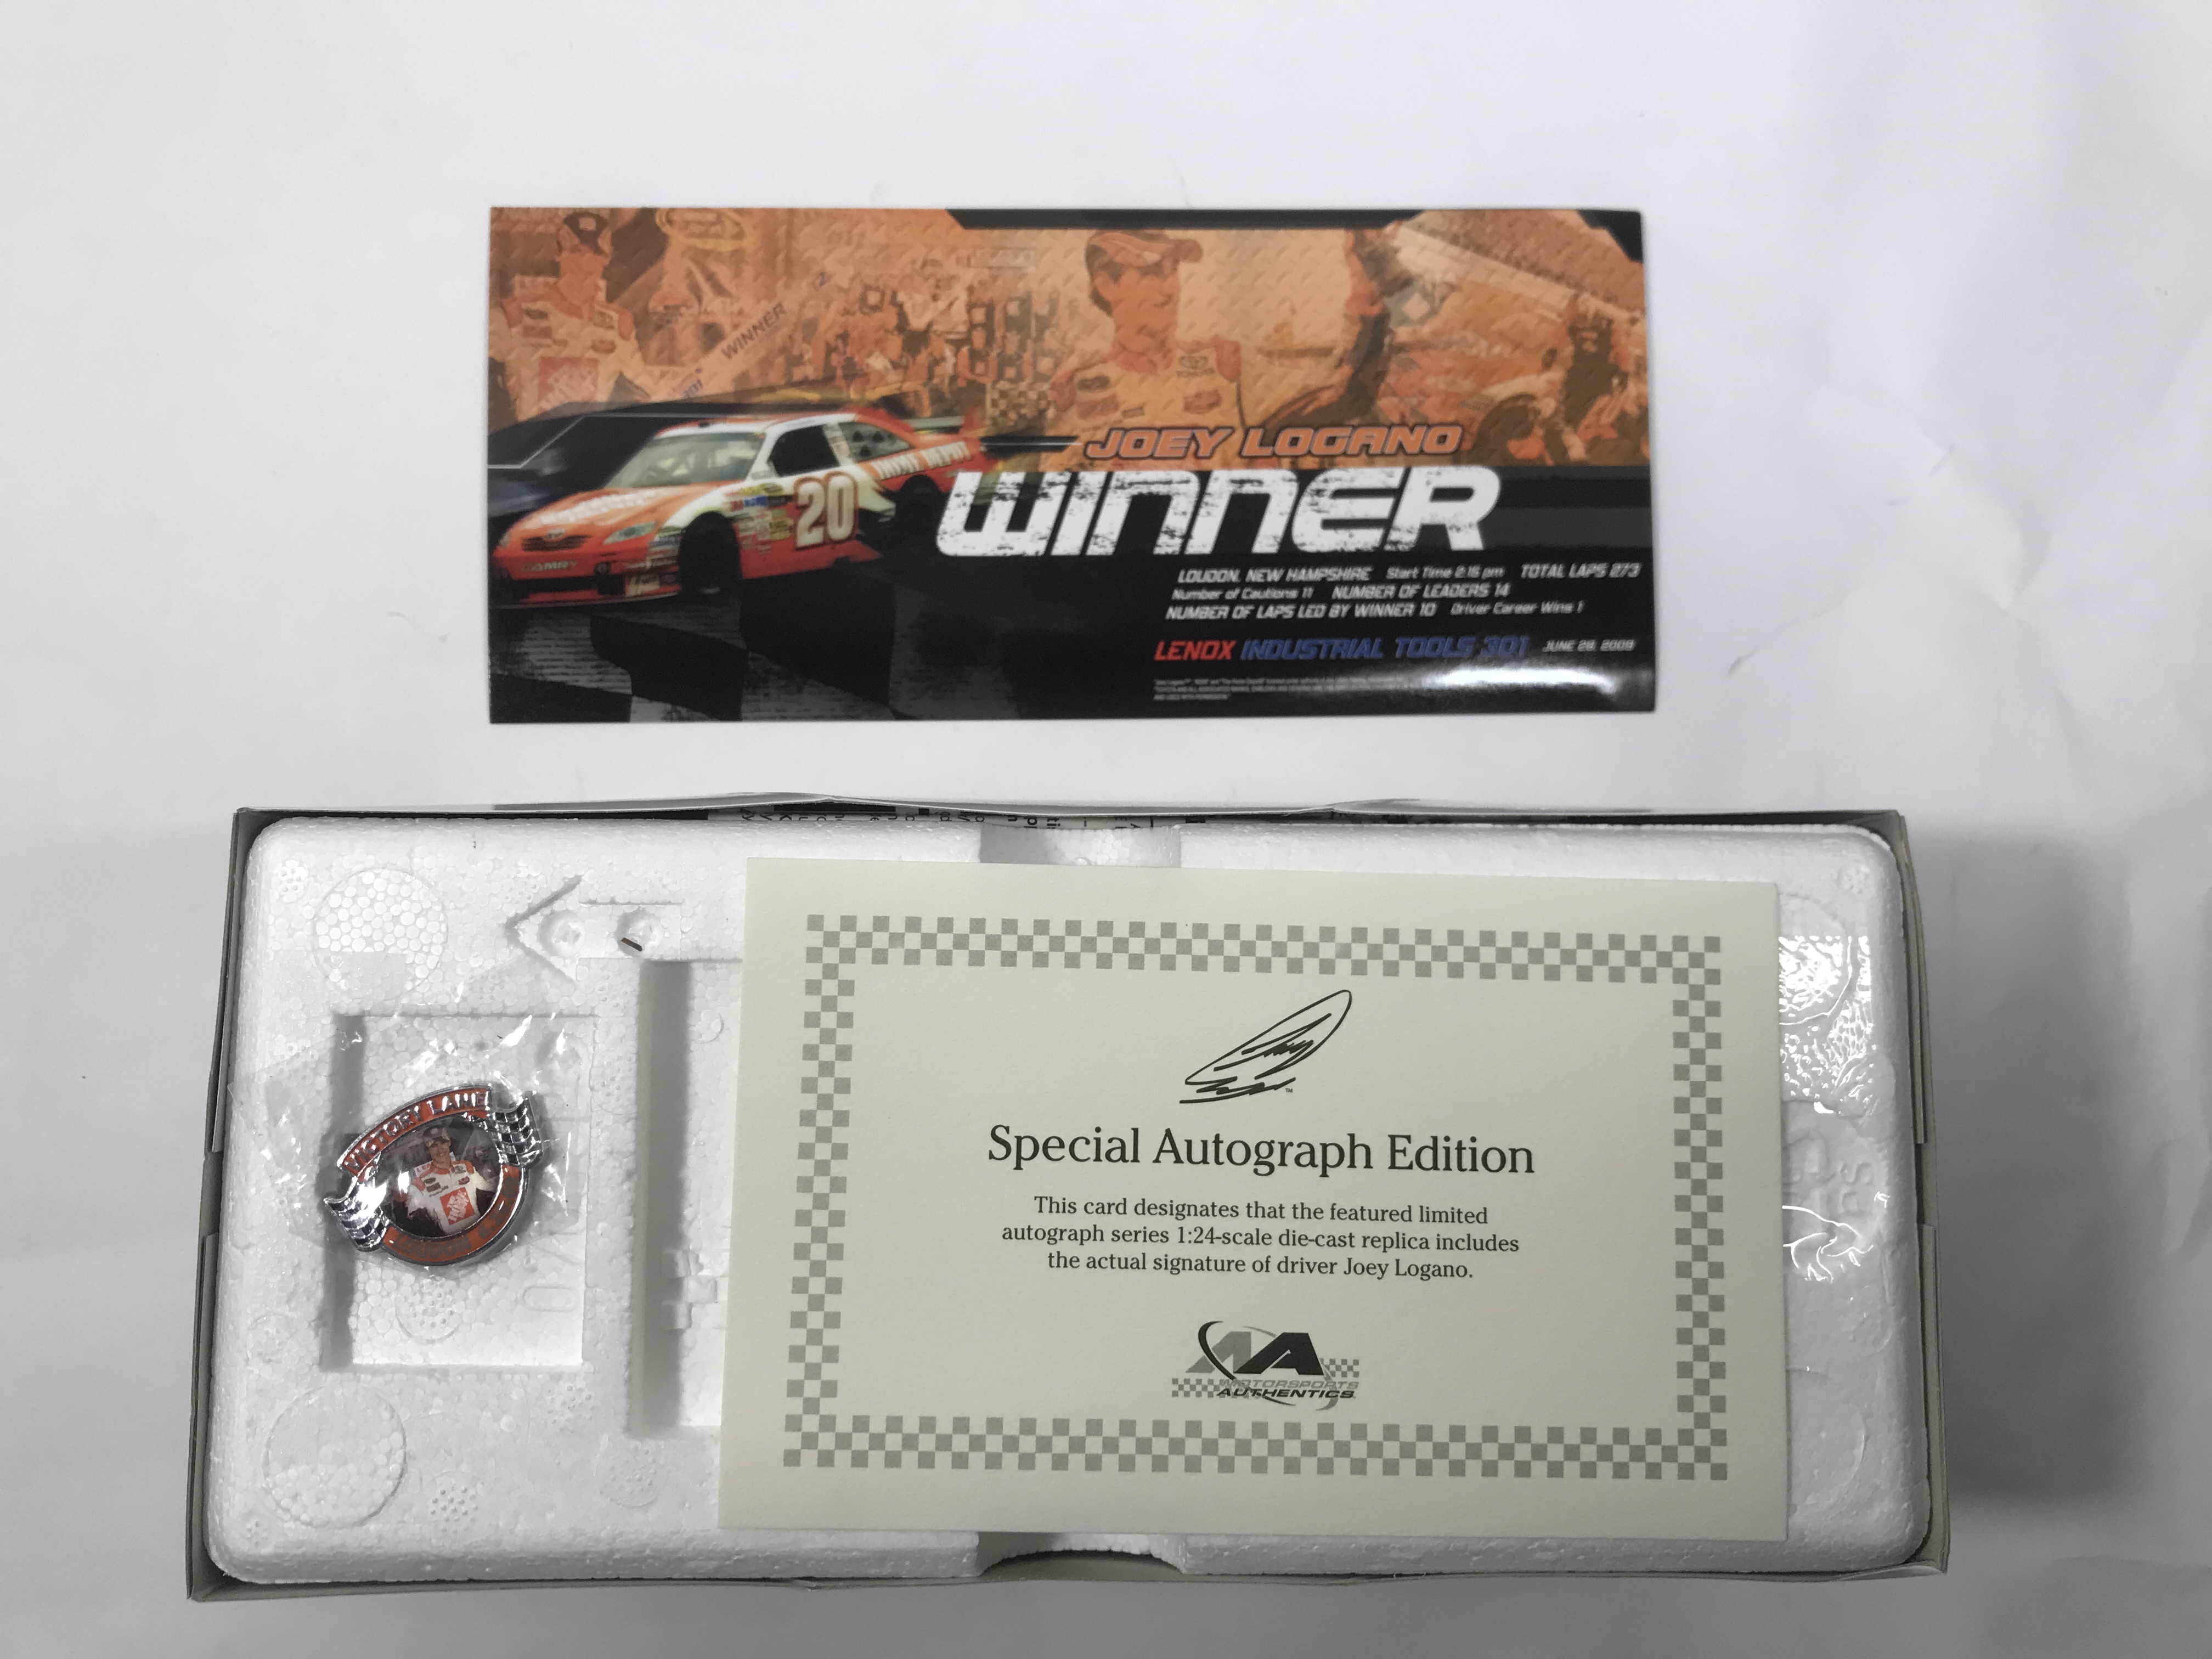 WINNER
JOEY LOGANO
HOME DEPOT
20
WINNER
CAMRY
LOUDON, NEW HAMPSHIRE Start Time 2:15 pm TOTAL LAPS 273
Number of Cautions 11 NUMBER OF LEADERS 14
NUMBER OF LAPS LED BY WINNER 10 Driver Career Wins 1
LENOX INDUSTRIAL TOOLS 301 JUNE 28, 2009
VICTORY LANE
Special Autograph Edition
This card designates that the featured limited
autograph series 1:24-scale die-cast replica includes
the actual signature of driver Joey Logano.
MOTORSPORTS
AUTHENTICS